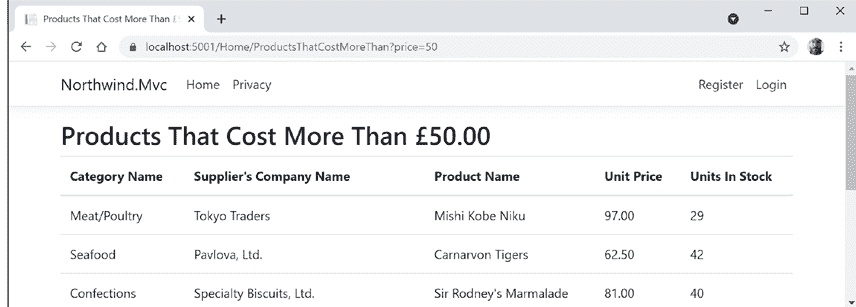 Products That Cost More Than £
localhost:5001/Home/ProductsThatCostMoreThan?price=50
Northwind.Mvc Home Privacy Register Login
Products That Cost More Than £50.00
Category Name Supplier's Company Name Product Name Unit Price Units In Stock
Meat/Poultry Tokyo Traders Mishi Kobe Niku 97.00 29
Seafood Pavlova, Ltd. Carnarvon Tigers 62.50 42
Confections Specialty Biscuits, Ltd. Sir Rodney's Marmalade 81.00 40